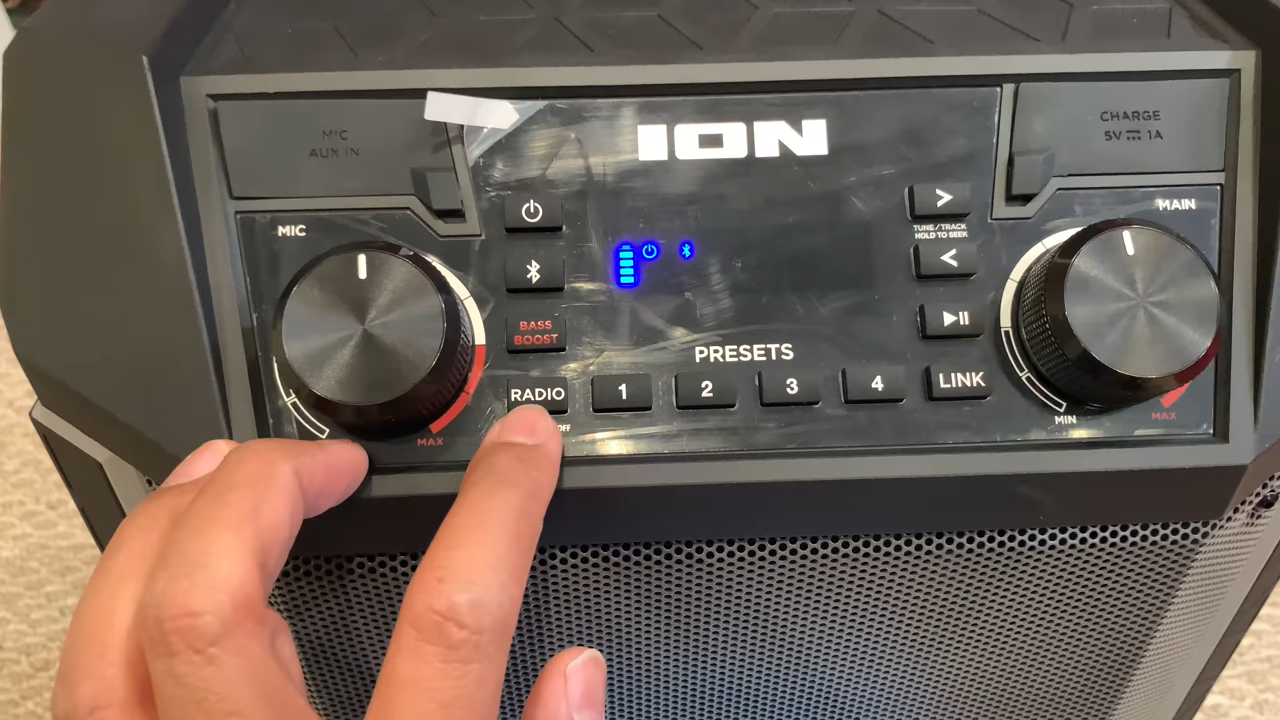 MIC
AUX IN
ION
CHARGE
5V 1A
MIC
MAIN
TUNE/TRACK
HOLD TO SEEK
BASS
BOOST
PRESETS
RADIO
1
2
3
4
LINK
OFF
MAX
MIN
MAX